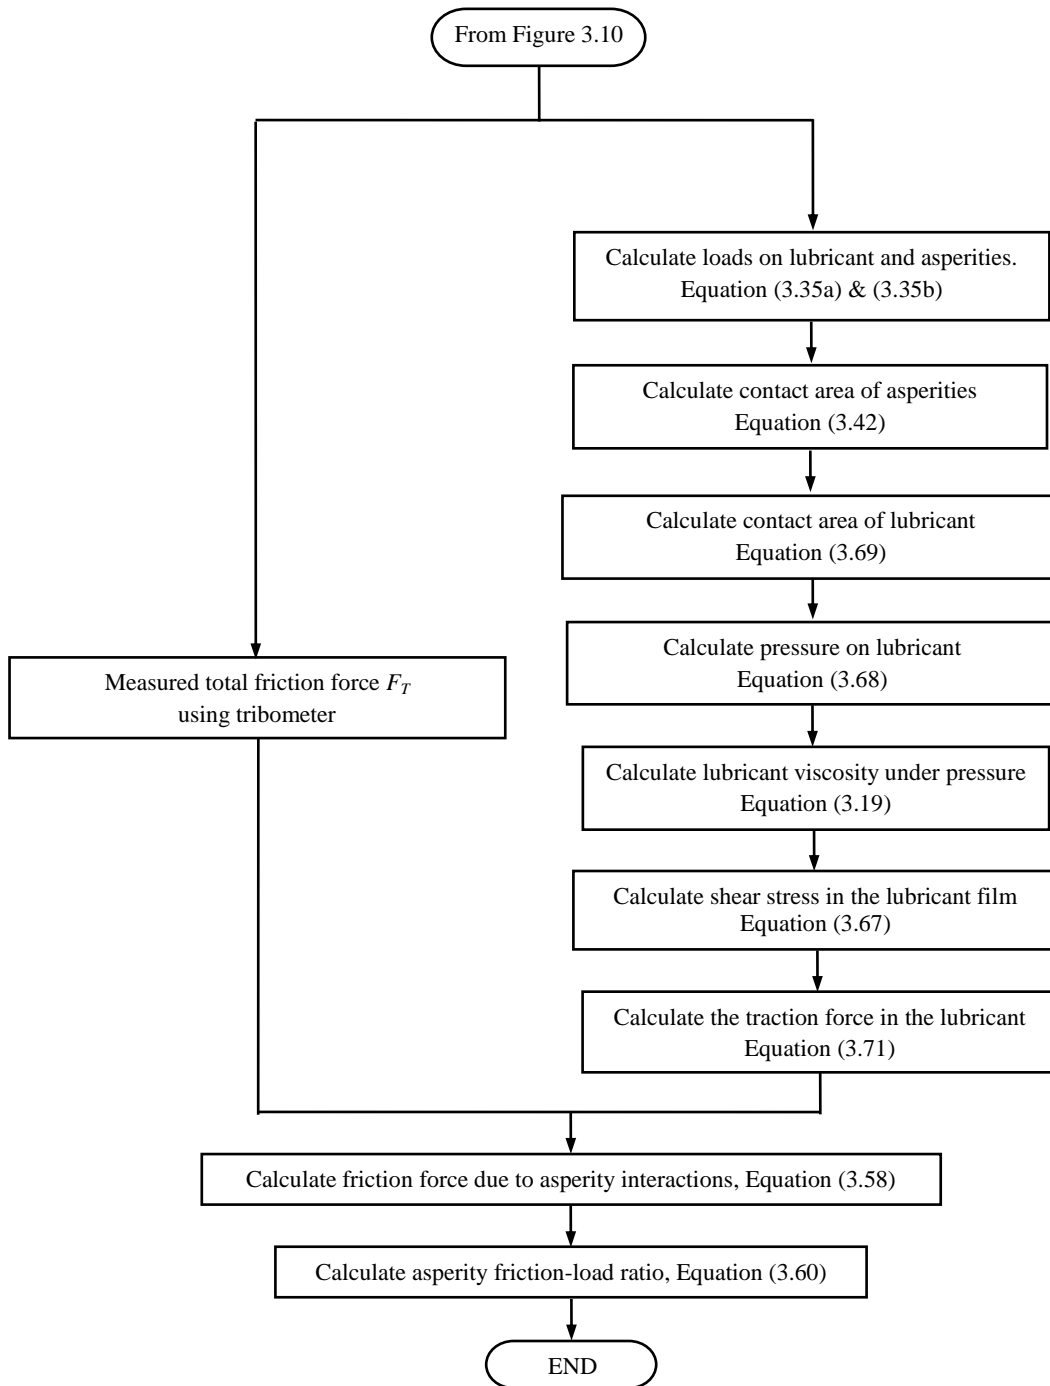 From Figure 3.10
Calculate loads on lubricant and asperities.
Equation (3.35a) & (3.35b)
Calculate contact area of asperities
Equation (3.42)
Calculate contact area of lubricant
Equation (3.69)
Calculate pressure on lubricant
Equation (3.68)
Measured total friction force F_T
using tribometer
Calculate lubricant viscosity under pressure
Equation (3.19)
Calculate shear stress in the lubricant film
Equation (3.67)
Calculate the traction force in the lubricant
Equation (3.71)
Calculate friction force due to asperity interactions, Equation (3.58)
Calculate asperity friction-load ratio, Equation (3.60)
END